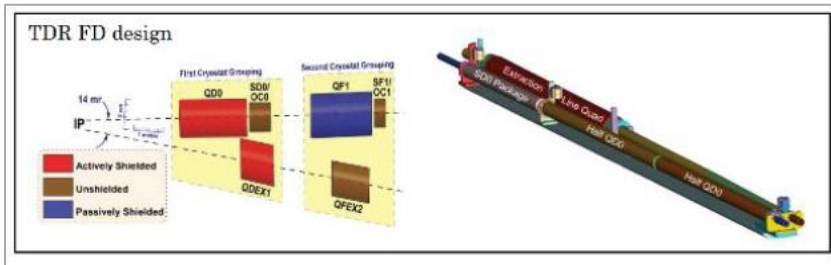 TDR FD design
First Cryostat Grouping
Second Cryostat Grouping
QD0
SD0/
OC0
QF1
SF1/
OC1
14 mr
IP
QDEX1
QFEX2
Actively Shielded
Unshielded
Passively Shielded
SD0 Package
Extraction
Line Quad
Half QD0
Half QD0